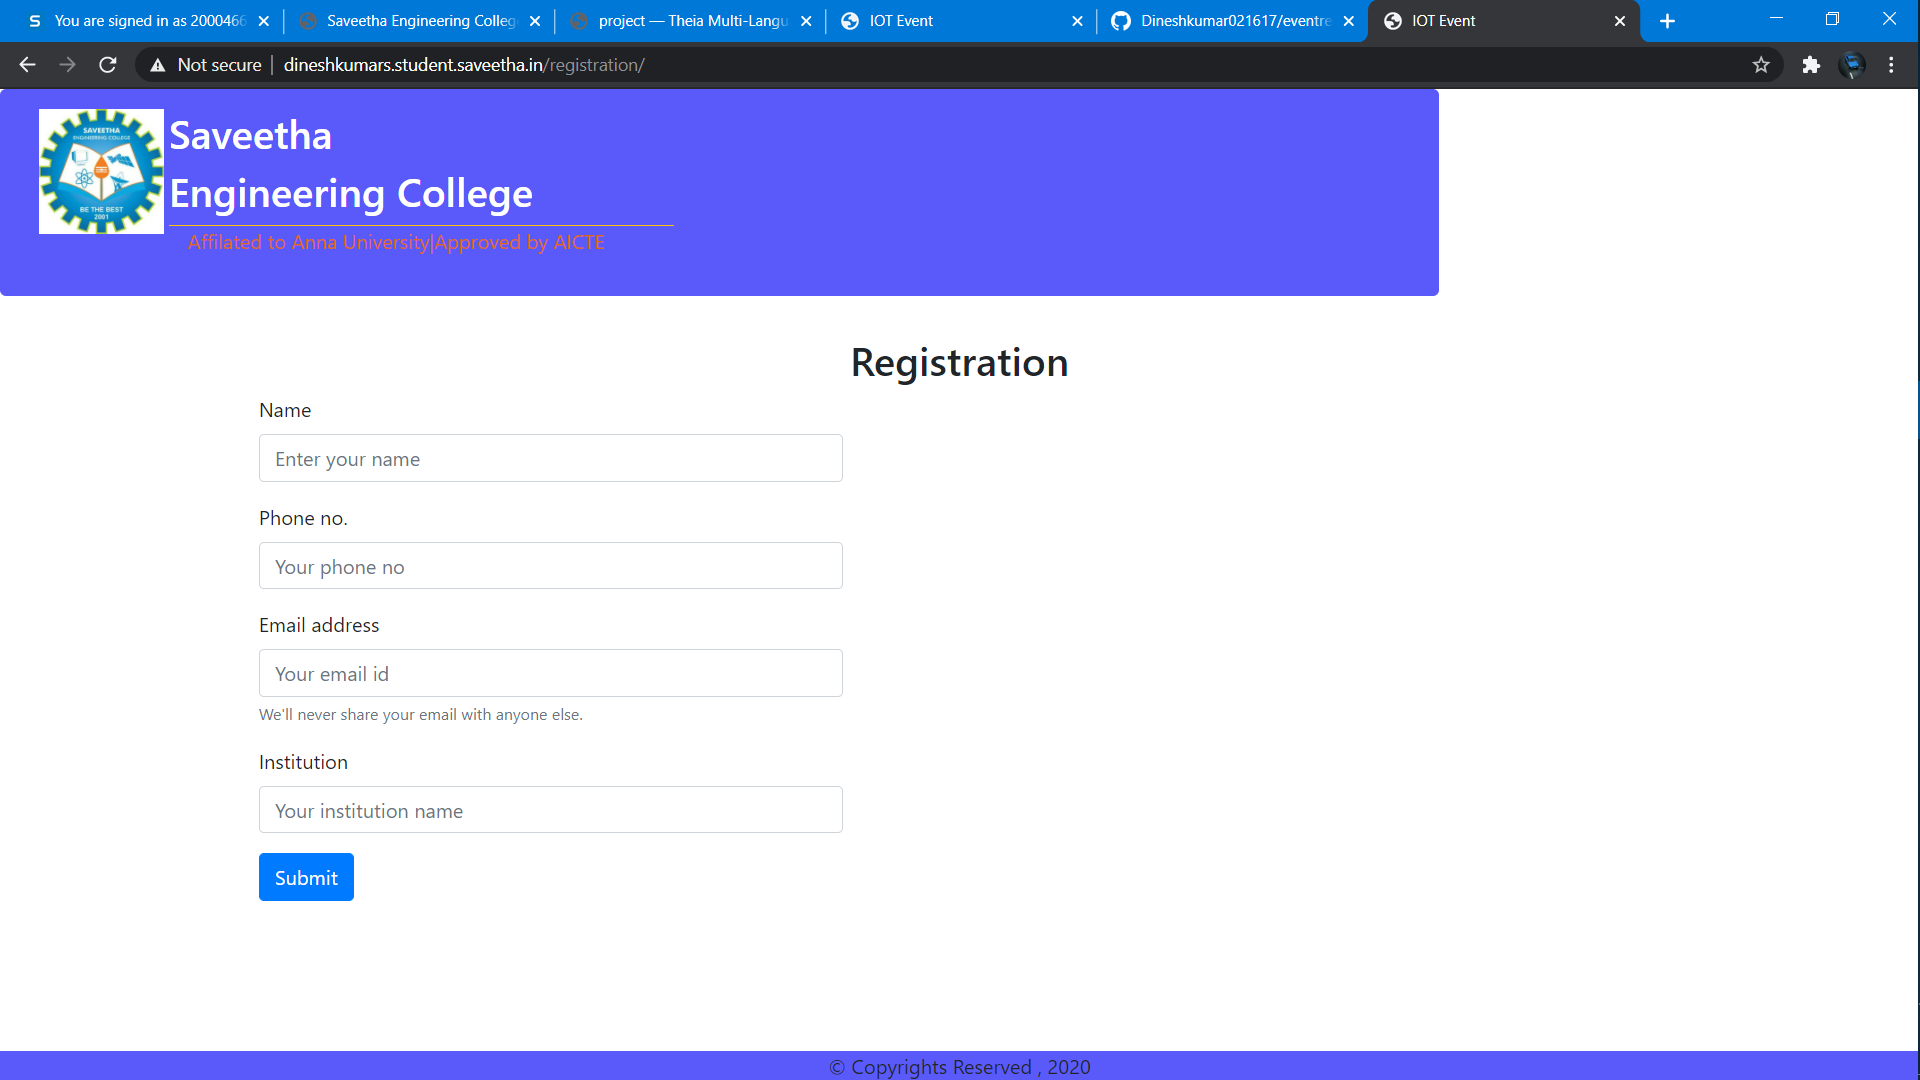 You are signed in as 2000466
Saveetha Engineering Colleg
project — Theia Multi-Langu
IOT Event
Dineshkumar021617/eventre
IOT Event
Not secure
dineshkumars.student.saveetha.in/registration/
SAVEETHA
ENGINEERING COLLEGE
BE THE BEST
2001
Saveetha
Engineering College
Affilated to Anna University|Approved by AICTE
Registration
Name
Enter your name
Phone no.
Your phone no
Email address
Your email id
We'll never share your email with anyone else.
Institution
Your institution name
Submit
© Copyrights Reserved , 2020